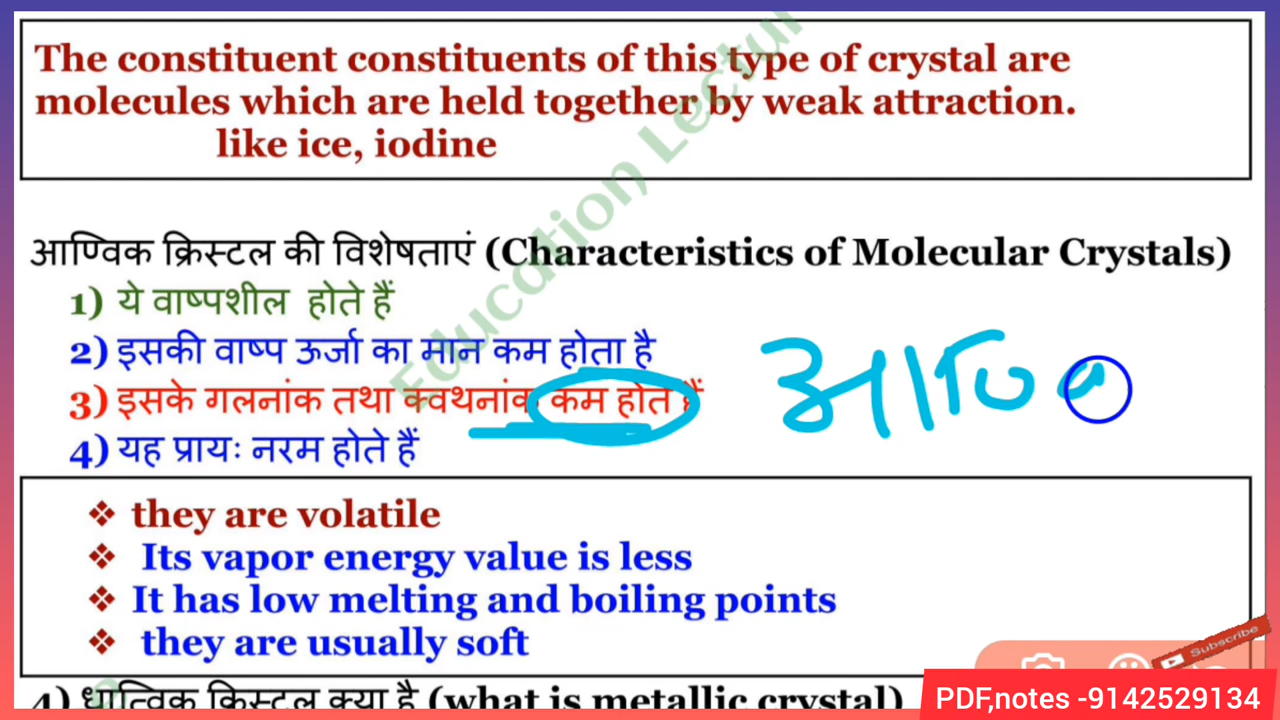 The constituent constituents of this type of crystal are
molecules which are held together by weak attraction.
like ice, iodine
आण्विक क्रिस्टल की विशेषताएं (Characteristics of Molecular Crystals)
1) ये वाष्पशील होते हैं
2) इसकी वाष्प ऊर्जा का मान कम होता है
3) इसके गलनांक तथा क्वथनांक कम होते हैं
4) यह प्रायः नरम होते हैं
❖ they are volatile
❖ Its vapor energy value is less
❖ It has low melting and boiling points
❖ they are usually soft
4) धात्विक क्रिस्टल क्या है (what is metallic crystal)
Education Lectur
Subscribe
PDF,notes -9142529134